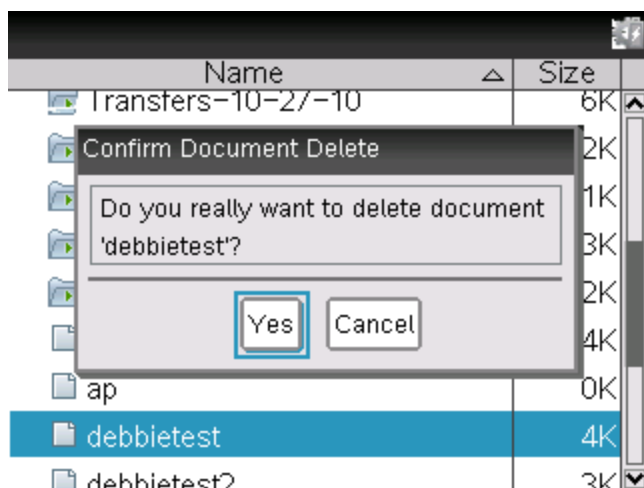 Name Size
Transfers-10-27-10 6K
Confirm Document Delete
2K
Do you really want to delete document
1K
'debbietest'?
3K
2K
Yes Cancel
4K
ap 0K
debbietest 4K
debbietest2 3K